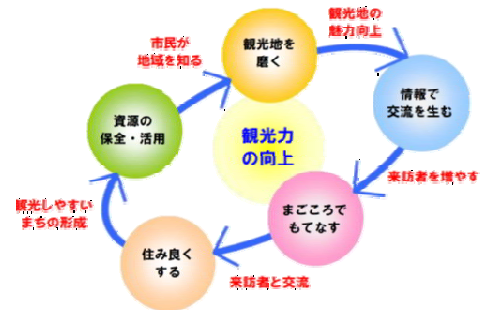 観光地の
魅力向上
市民が
地域を知る
観光地を
磨く
情報で
交流を生む
資源の
保全・活用
観光力
の向上
来訪者を増やす
まごころで
もてなす
観光しやすい
まちの形成
住み良く
する
来訪者と交流